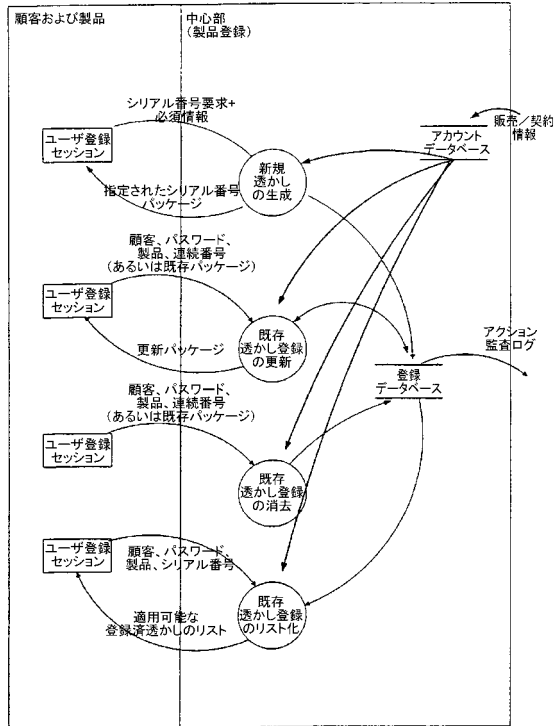 顧客および製品
中心部
(製品登録)
シリアル番号要求+
必須情報
ユーザ登録
セッション
新規
透かし
の生成
指定されたシリアル番号
パッケージ
販売/契約
情報
アカウント
データベース
顧客、パスワード、
製品、連続番号
(あるいは既存パッケージ)
ユーザ登録
セッション
更新パッケージ
既存
透かし登録
の更新
アクション
監査ログ
登録
データベース
顧客、パスワード、
製品、連続番号
(あるいは既存パッケージ)
ユーザ登録
セッション
既存
透かし登録
の消去
ユーザ登録
セッション
顧客、パスワード、
製品、シリアル番号
適用可能な
登録済透かしのリスト
既存
透かし登録
のリスト化